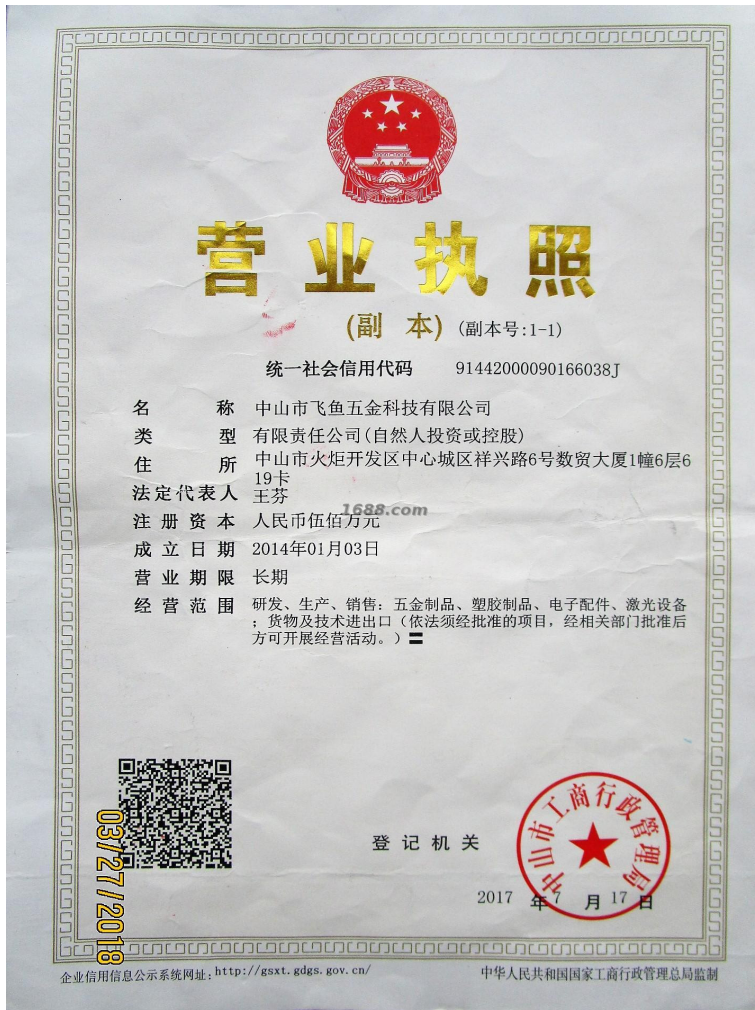 营业执照
(副 本) (副本号:1-1)
统一社会信用代码 91442000090166038J
名 称 中山市飞鱼五金科技有限公司
类 型 有限责任公司(自然人投资或控股)
住 所 中山市火炬开发区中心城区祥兴路6号数贸大厦1幢6层6
19卡
法定代表人 王芬
1688.com
注册资本 人民币伍佰万元
成立日期 2014年01月03日
营业期限 长期
经营范围 研发、生产、销售：五金制品、塑胶制品、电子配件、激光设备
；货物及技术进出口（依法须经批准的项目，经相关部门批准后
方可开展经营活动。）〓
登记机关
中山市工商行政管理局
2017 年 7 月 17 日
03/27/2018
企业信用信息公示系统网址：http://gsxt.gdgs.gov.cn/
中华人民共和国国家工商行政管理总局监制